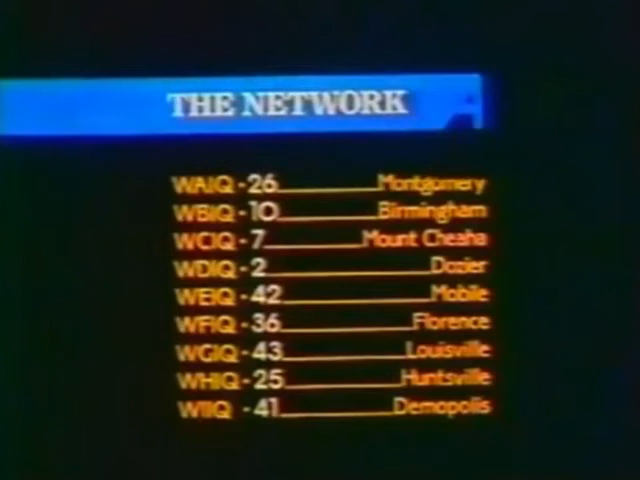 THE NETWORK
WAIQ - 26 Montgomery
WBIQ - 10 Birmingham
WCIQ - 7 Mount Cheaha
WDIQ - 2 Dozier
WEIQ - 42 Mobile
WFIQ - 36 Florence
WGIQ - 43 Louisville
WHIQ - 25 Huntsville
WIIQ - 41 Demopolis